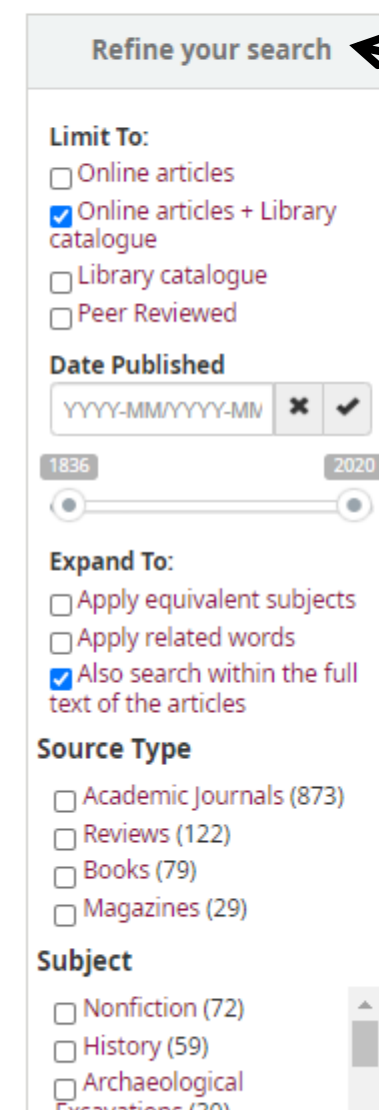 Refine your search
Limit To:
Online articles
Online articles + Library
catalogue
Library catalogue
Peer Reviewed
Date Published
YYYY-MM/YYYY-MM
1836 2020
Expand To:
Apply equivalent subjects
Apply related words
Also search within the full
text of the articles
Source Type
Academic Journals (873)
Reviews (122)
Books (79)
Magazines (29)
Subject
Nonfiction (72)
History (59)
Archaeological
Excavations